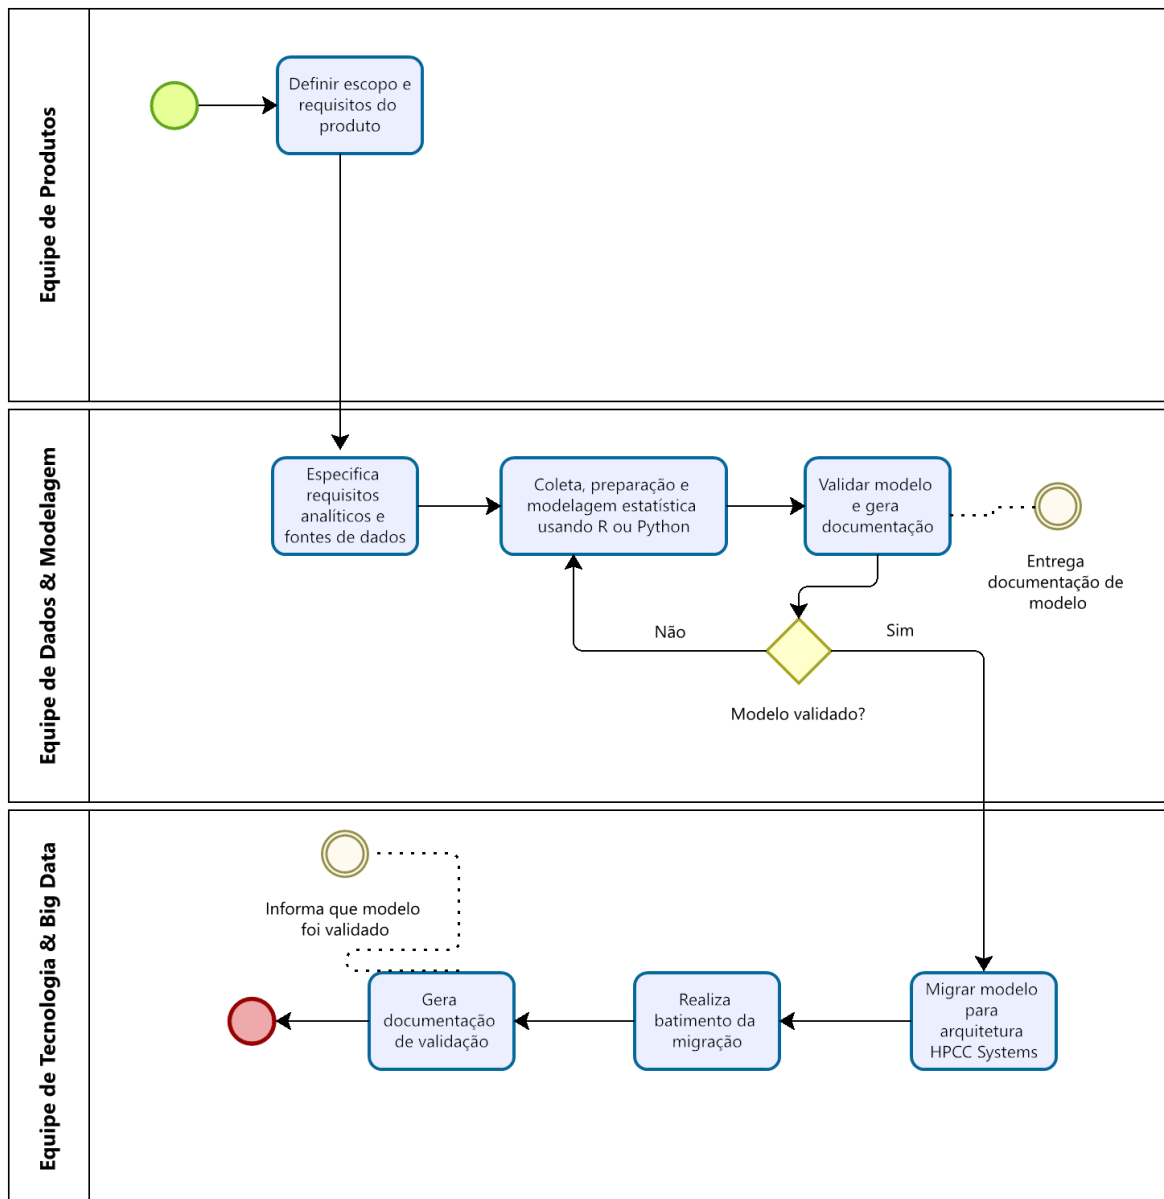 Equipe de Produtos
Definir escopo e
requisitos do
produto
Equipe de Dados & Modelagem
Especifica
requisitos
analíticos e
fontes de dados
Coleta, preparação e
modelagem estatística
usando R ou Python
Validar modelo
e gera
documentação
Entrega
documentação de
modelo
Não
Sim
Modelo validado?
Equipe de Tecnologia & Big Data
Informa que modelo
foi validado
Gera
documentação
de validação
Realiza
batimento da
migração
Migrar modelo
para
arquitetura
HPCC Systems